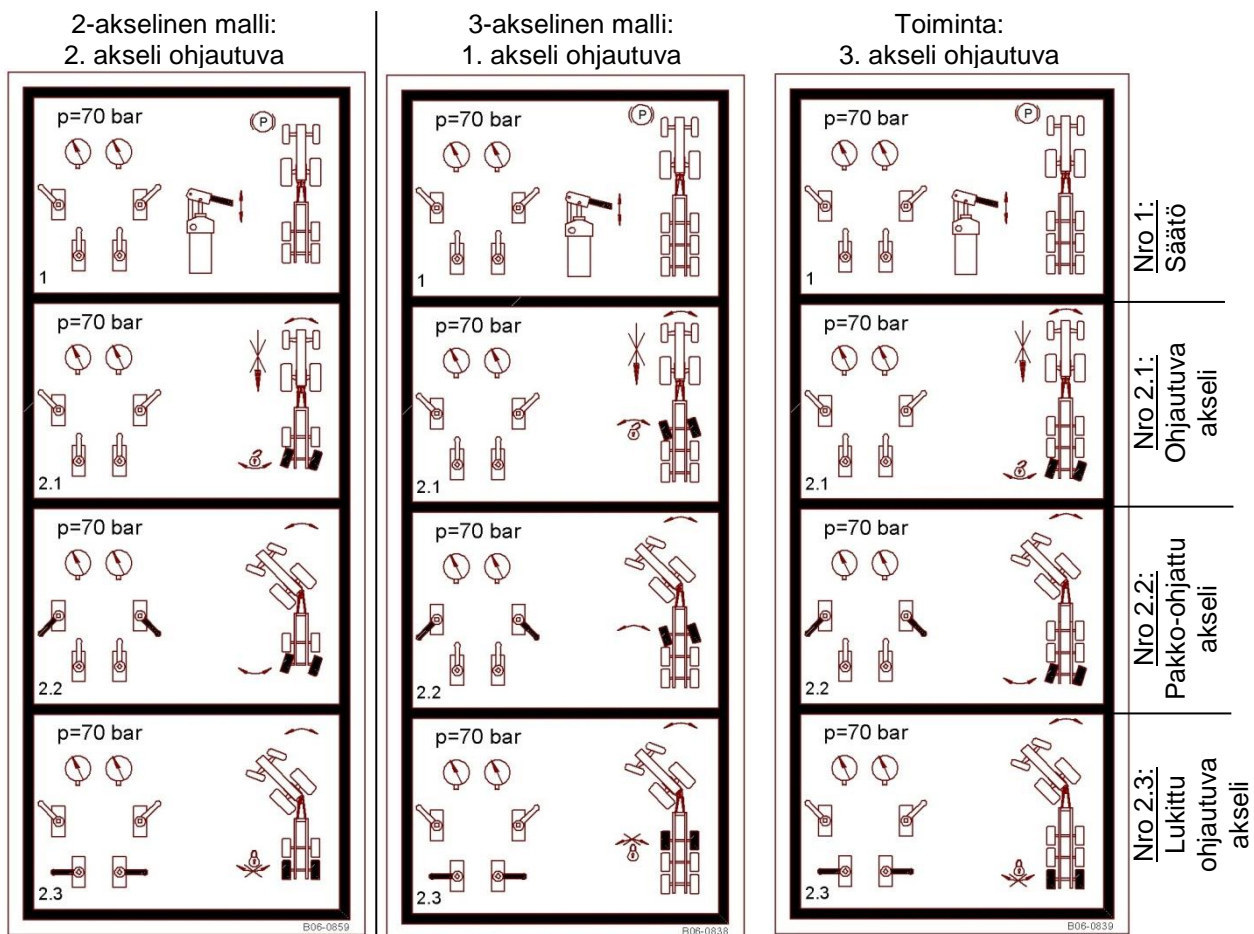 2-akselinen malli:
2. akseli ohjautuva
3-akselinen malli:
1. akseli ohjautuva
Toiminta:
3. akseli ohjautuva
p=70 bar
P
1
p=70 bar
2.1
p=70 bar
2.2
p=70 bar
2.3
B06-0859
p=70 bar
P
1
p=70 bar
2.1
p=70 bar
2.2
p=70 bar
2.3
B06-0838
p=70 bar
P
1
p=70 bar
2.1
p=70 bar
2.2
p=70 bar
2.3
B06-0839
Nro 1:
Säätö
Nro 2.1:
Ohjautuva
akseli
Nro 2.2:
Pakko-ohjattu
akseli
Nro 2.3:
Lukittu
ohjautuva
akseli